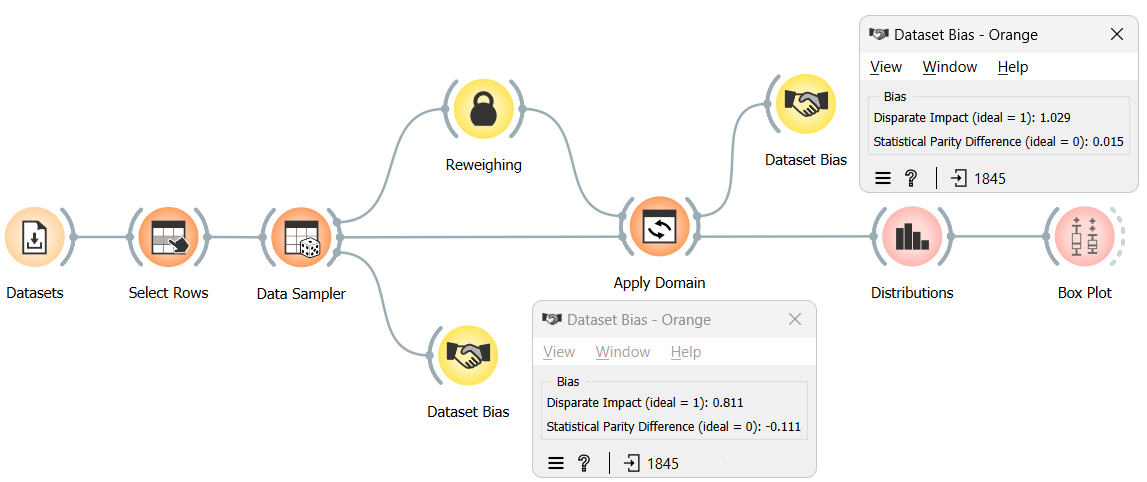 Dataset Bias - Orange
View Window Help
Bias
Disparate Impact (ideal = 1): 1.029
Statistical Parity Difference (ideal = 0): 0.015
1845
Reweighing
Dataset Bias
Datasets
Select Rows
Data Sampler
Apply Domain
Distributions
Box Plot
Dataset Bias
Dataset Bias - Orange
View Window Help
Bias
Disparate Impact (ideal = 1): 0.811
Statistical Parity Difference (ideal = 0): -0.111
1845